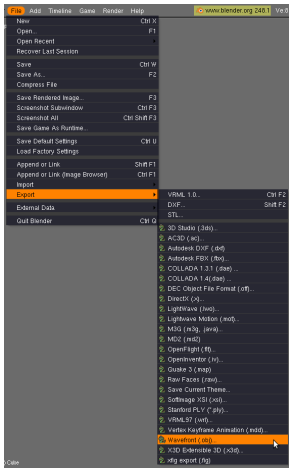 File Add Timeline Game Render Help www.blender.org 248.1 Ve:8
New Ctrl X
Open... F1
Open Recent
Recover Last Session
Save Ctrl W
Save As... F2
Compress File
Save Rendered Image... F3
Screenshot Subwindow Ctrl F3
Screenshot All Ctrl Shift F3
Save Game As Runtime...
Save Default Settings Ctrl U
Load Factory Settings
Append or Link Shift F1
Append or Link (Image Browser) Ctrl F1
Import
Export
External Data
Quit Blender Ctrl Q
VRML 1.0... Ctrl F2
DXF... Shift F2
STL...
3D Studio (.3ds)...
AC3D (.ac)...
Autodesk DXF (.dxf)
Autodesk FBX (.fbx)...
COLLADA 1.3.1 (.dae) ...
COLLADA 1.4(.dae) ...
DEC Object File Format (.off)...
DirectX (.x)...
LightWave (.lwo)...
Lightwave Motion (.mot)...
M3G (.m3g, .java)...
MD2 (.md2)
OpenFlight (.flt)...
OpenInventor (.iv)...
Quake 3 (.map)
Raw Faces (.raw)...
Save Current Theme...
Softimage XSI (.xsi)...
Stanford PLY (*.ply)...
VRML97 (.wrl)...
Vertex Keyframe Animation (.mdd)...
Wavefront (.obj)...
X3D Extensible 3D (.x3d)...
xfig export (.fig)
) Cube